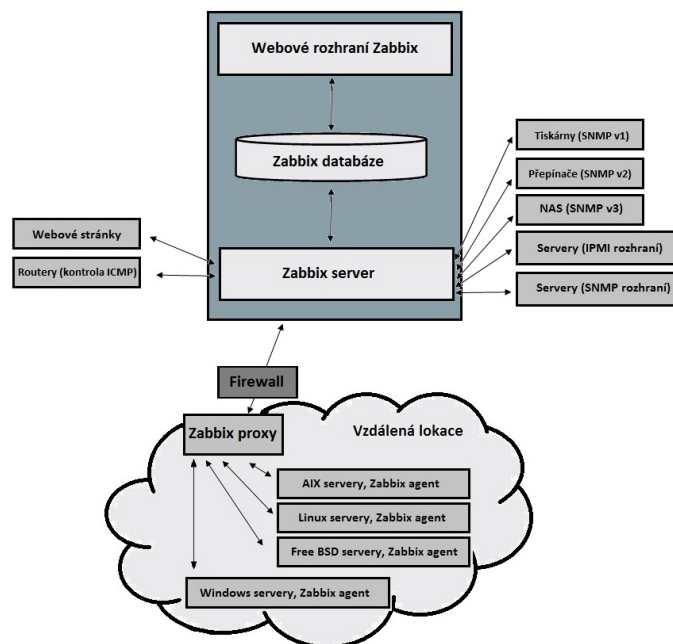 Webové rozhraní Zabbix
Zabbix databáze
Zabbix server
Webové stránky
Routery (kontrola ICMP)
Tiskárny (SNMP v1)
Přepínače (SNMP v2)
NAS (SNMP v3)
Servery (IPMI rozhraní)
Servery (SNMP rozhraní)
Firewall
Zabbix proxy
Vzdálená lokace
AIX servery, Zabbix agent
Linux servery, Zabbix agent
Free BSD servery, Zabbix agent
Windows servery, Zabbix agent